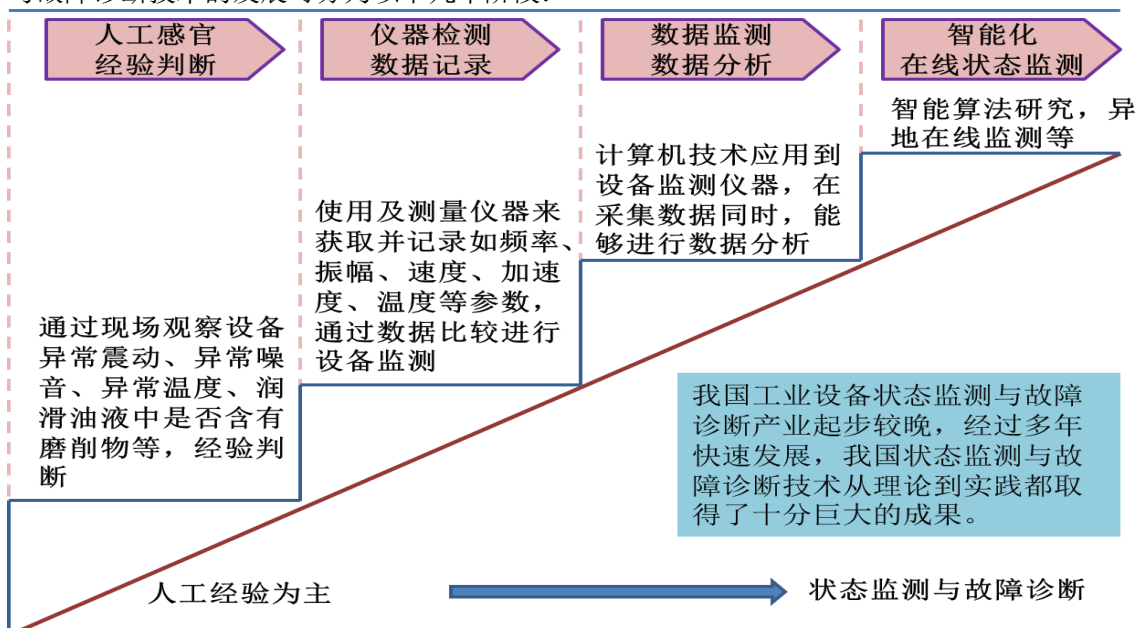 人工感官
经验判断
仪器检测
数据记录
数据监测
数据分析
智能化
在线状态监测
通过现场观察设备
异常震动、异常噪
音、异常温度、润
滑油液中是否含有
磨削物等，经验判
断
使用及测量仪器来
获取并记录如频率、
振幅、速度、加速
度、温度等参数，
通过数据比较进行
设备监测
计算机技术应用到
设备监测仪器，在
采集数据同时，能
够进行数据分析
智能算法研究，异
地在线监测等
我国工业设备状态监测与故障
诊断产业起步较晚，经过多年
快速发展，我国状态监测与故
障诊断技术从理论到实践都取
得了十分巨大的成果。
人工经验为主
状态监测与故障诊断